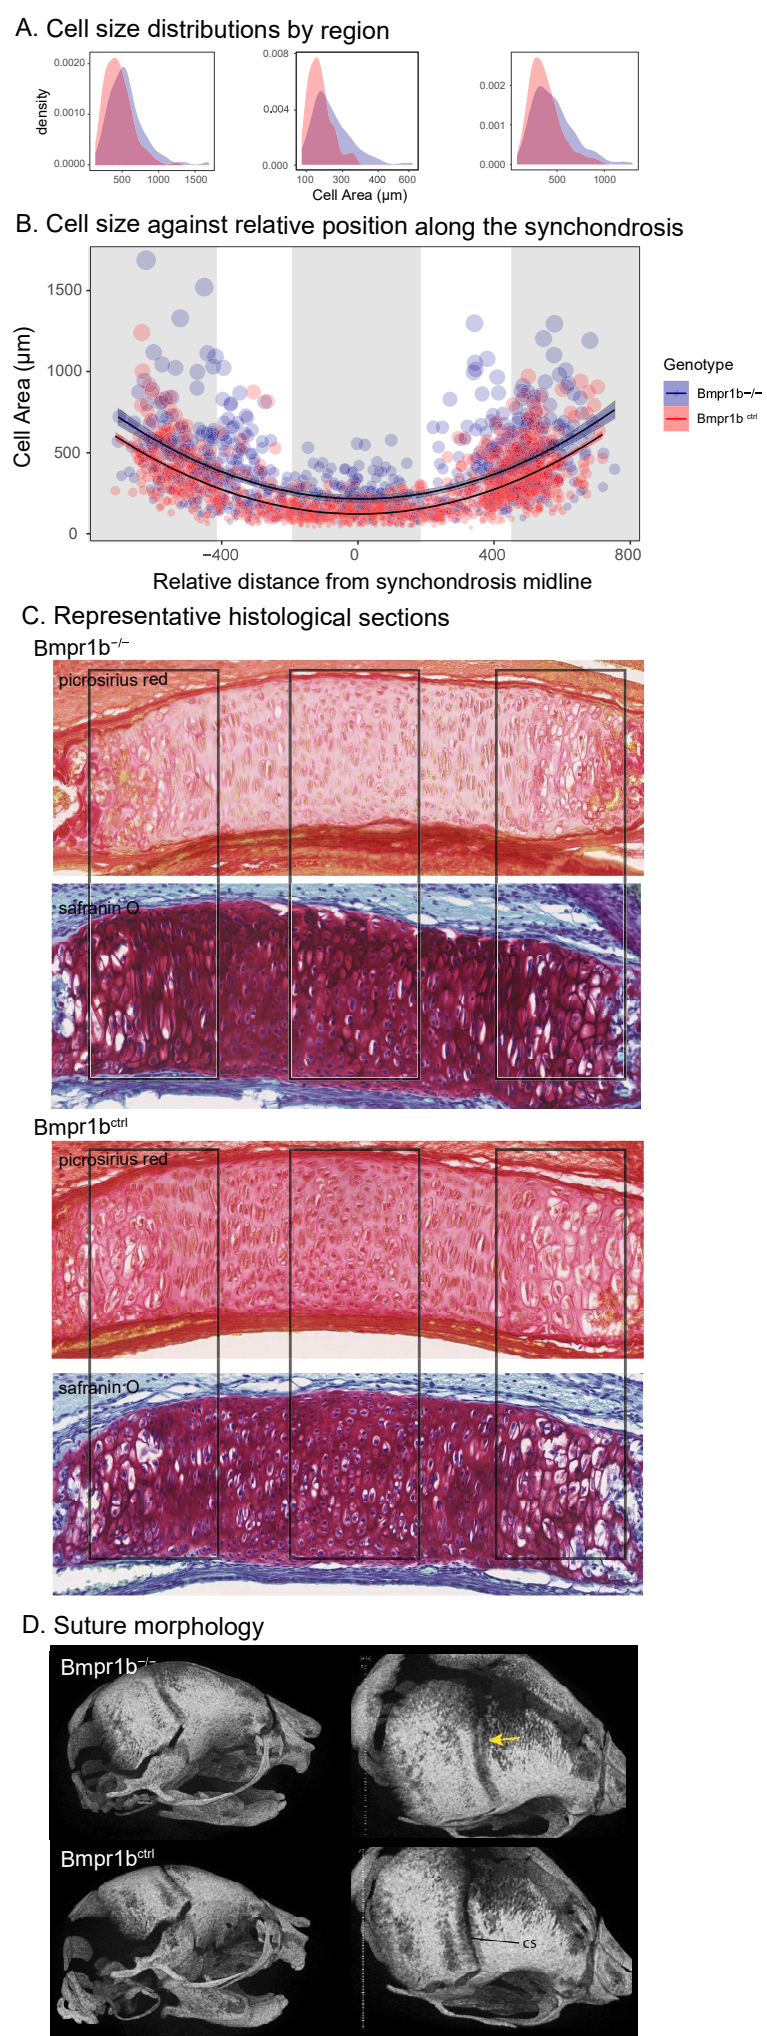 A. Cell size distributions by region
density
0.0020
0.0010
0.0000
500 1000 1500
0.008
0.004
0.000
100 300 400 600
0.002
0.001
0.000
500 1000
Cell Area (μm)
B. Cell size against relative position along the synchondrosis
Cell Area (μm)
1500
1000
500
0
−400 0 400 800
Relative distance from synchondrosis midline
Genotype
Bmpr1b−/−
Bmpr1b ctrl
C. Representative histological sections
Bmpr1b−/−
picrosirius red
safranin O
Bmpr1bctrl
picrosirius red
safranin O
D. Suture morphology
Bmpr1b−/−
Bmpr1bctrl
cs